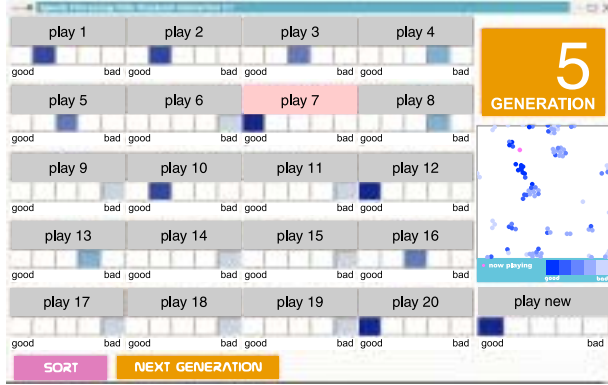 play 1 play 2 play 3 play 4
good bad good bad good bad good bad
5
GENERATION
play 5 play 6 play 7 play 8
good bad good bad good bad good bad
play 9 play 10 play 11 play 12
good bad good bad good bad good bad
play 13 play 14 play 15 play 16
good bad good bad good bad good bad
now playing
good bad
play 17 play 18 play 19 play 20 play new
good bad good bad good bad good bad good bad
SORT NEXT GENERATION